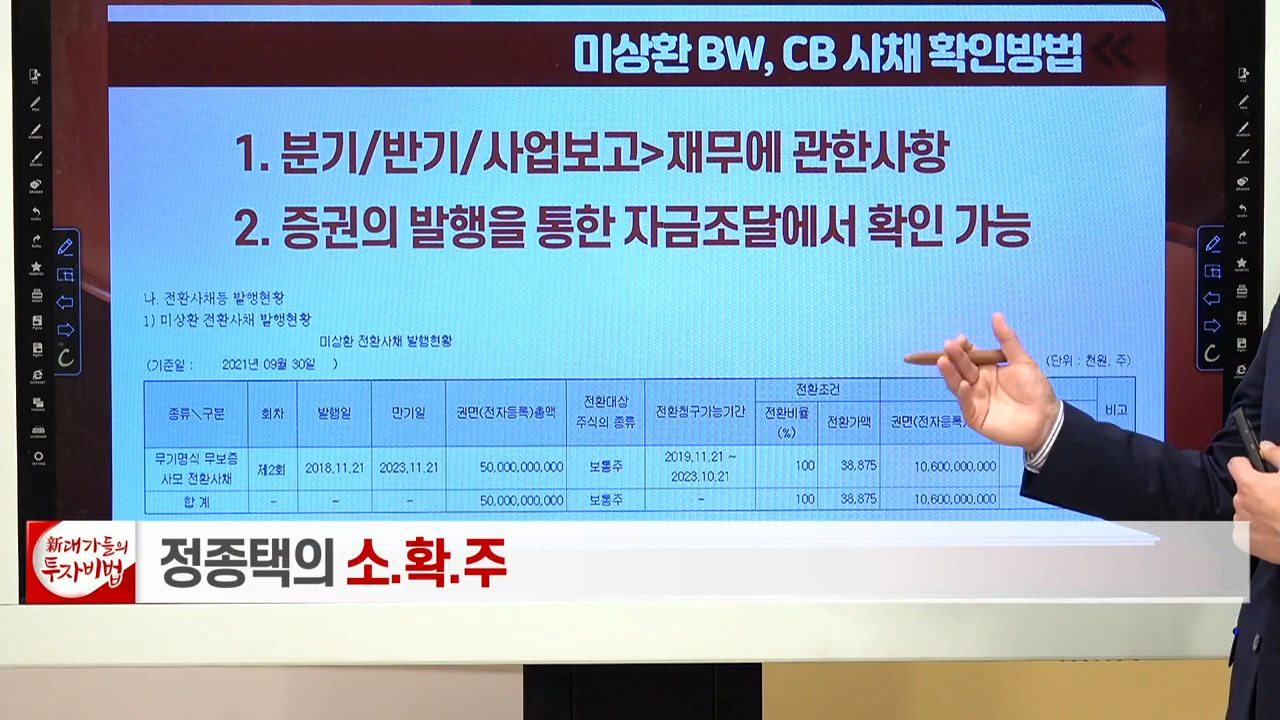 미상환 BW, CB 사채 확인방법
1. 분기/반기/사업보고>재무에 관한사항
2. 증권의 발행을 통한 자금조달에서 확인 가능
나. 전환사채등 발행현황
1) 미상환 전환사채 발행현황
미상환 전환사채 발행현황
(기준일 : 2021년 09월 30일 ) (단위 : 천원, 주)
종류\구분 회차 발행일 만기일 권면(전자등록)총액 전환대상 주식의 종류 전환청구가능기간 전환조건 비고
전환비율 (%) 전환가액 권면(전자등록)
무기명식 무보증 사모 전환사채 제2회 2018.11.21 2023.11.21 50,000,000,000 보통주 2019.11.21 ~ 2023.10.21 100 38,875 10,600,000,000
합 계 - - - 50,000,000,000 보통주 - 100 38,875 10,600,000,000
新대가들의
투자비법
정종택의 소.확.주